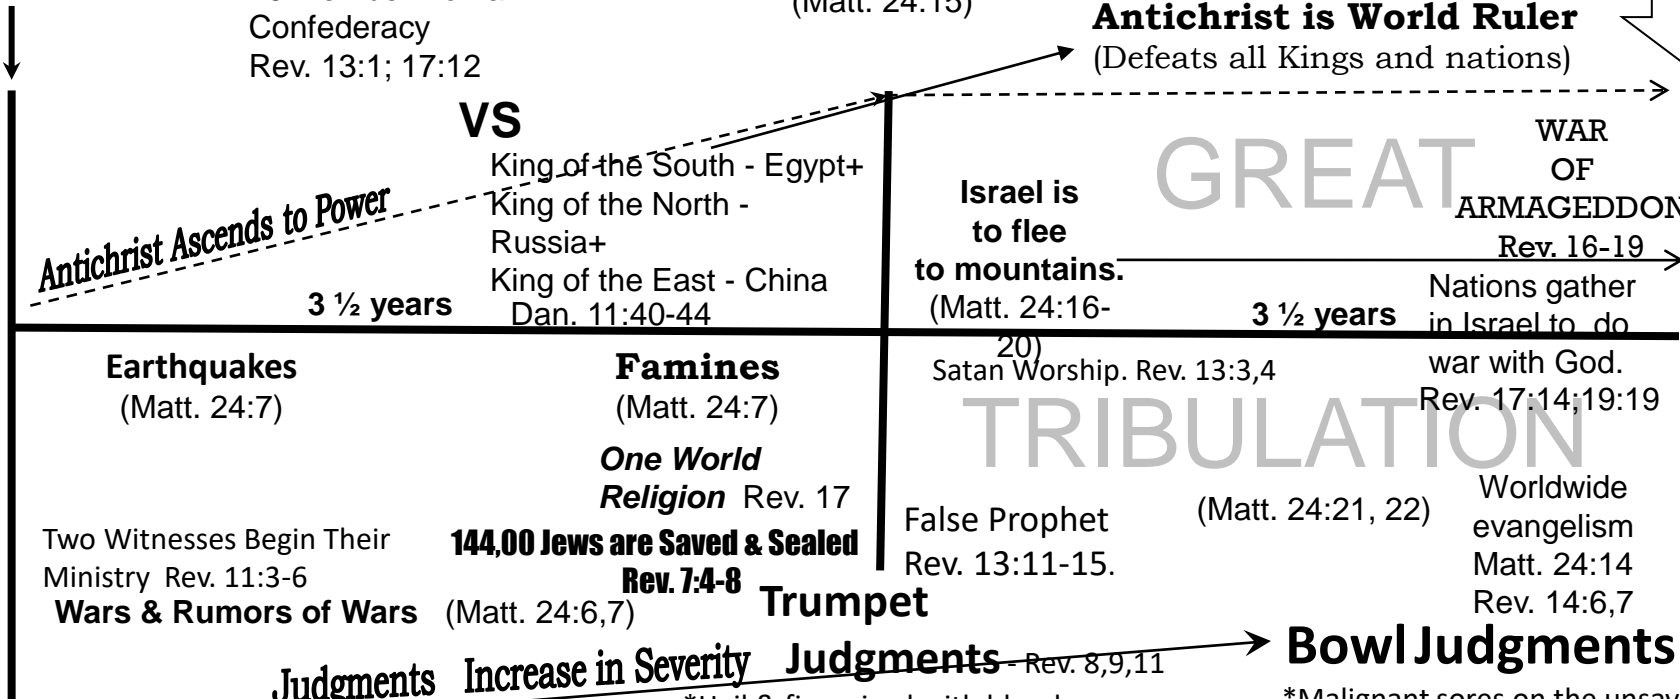 Confederacy
Rev. 13:1; 17:12
(Matt. 24:15)
Antichrist is World Ruler
(Defeats all Kings and nations)
VS
King of the South - Egypt+
King of the North -
Russia+
King of the East - China
Dan. 11:40-44
Antichrist Ascends to Power
3 ½ years
Israel is
to flee
to mountains.
(Matt. 24:16-
20)
GREAT
WAR
OF
ARMAGEDDON
Rev. 16-19
3 ½ years
Nations gather
in Israel to do
war with God.
Rev. 17:14;19:19
Earthquakes
(Matt. 24:7)
Famines
(Matt. 24:7)
One World
Religion Rev. 17
Satan Worship. Rev. 13:3,4
TRIBULATION
(Matt. 24:21, 22)
Two Witnesses Begin Their
Ministry Rev. 11:3-6
144,00 Jews are Saved & Sealed
Rev. 7:4-8
Wars & Rumors of Wars (Matt. 24:6,7)
False Prophet
Rev. 13:11-15.
Worldwide
evangelism
Matt. 24:14
Rev. 14:6,7
Judgments Increase in Severity
Trumpet
Judgments - Rev. 8,9,11
Bowl Judgments
*Malignant sores on the